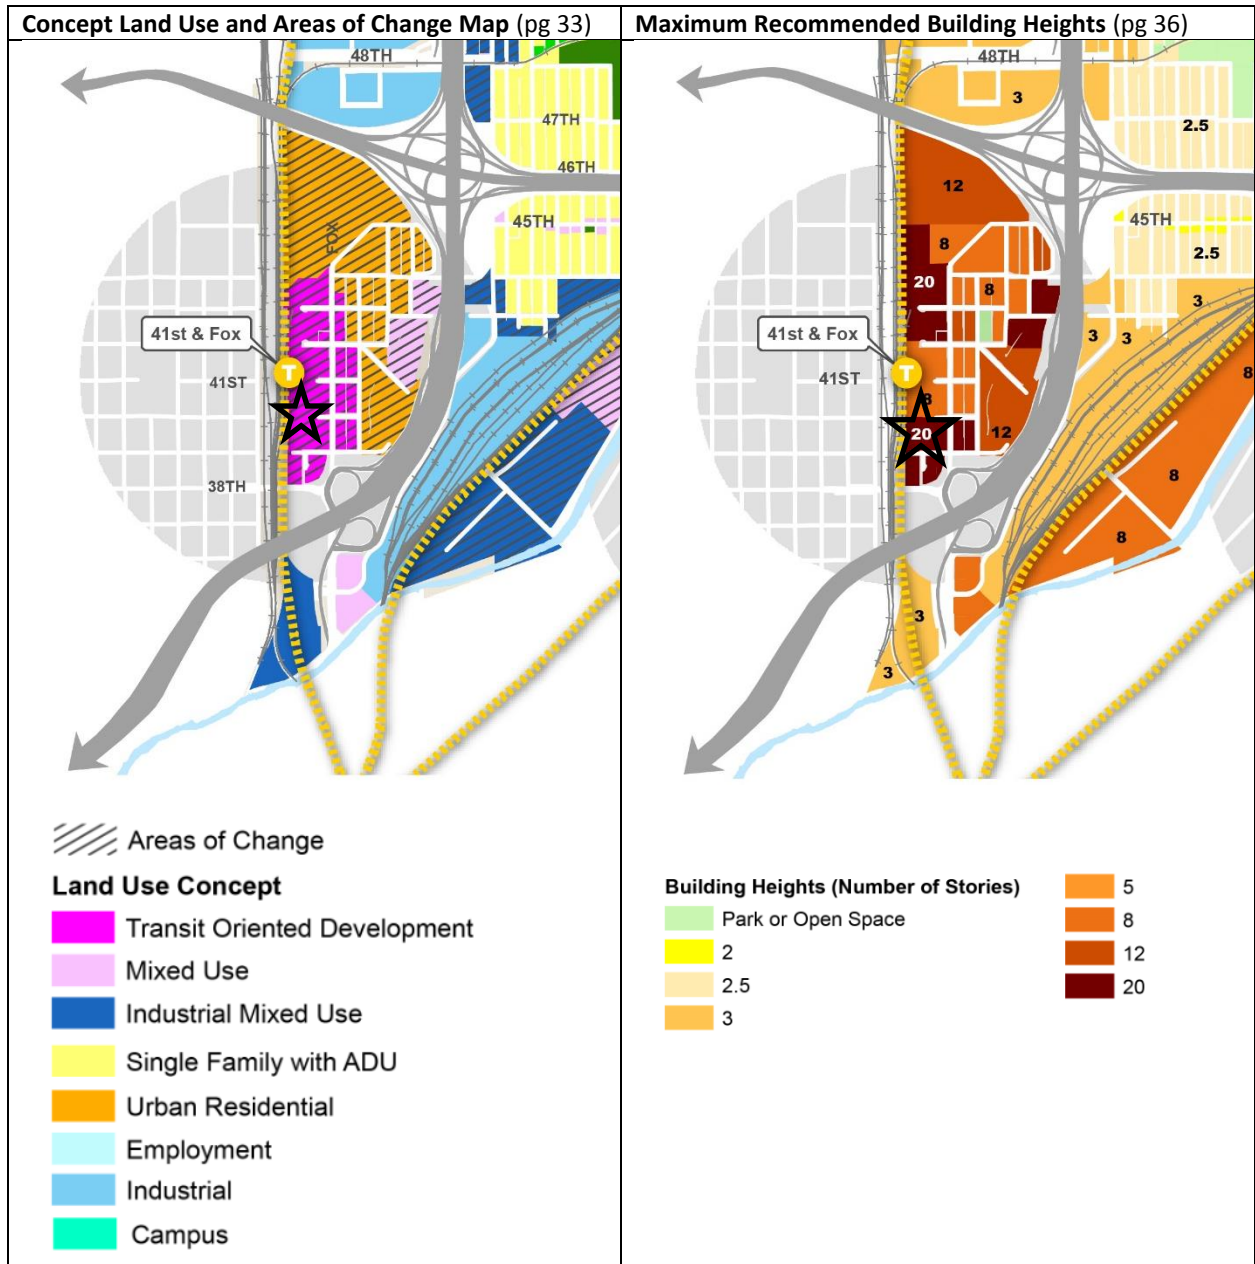 Concept Land Use and Areas of Change Map (pg 33)
48TH
47TH
46TH
45TH
FOX
41st & Fox
T
41ST
38TH
Areas of Change
Land Use Concept
Transit Oriented Development
Mixed Use
Industrial Mixed Use
Single Family with ADU
Urban Residential
Employment
Industrial
Campus
Maximum Recommended Building Heights (pg 36)
48TH
3
2.5
12
45TH
8
2.5
20
8
3
3
3
41st & Fox
T
41ST
8
8
20
12
8
8
3
3
Building Heights (Number of Stories)
Park or Open Space
2
2.5
3
5
8
12
20